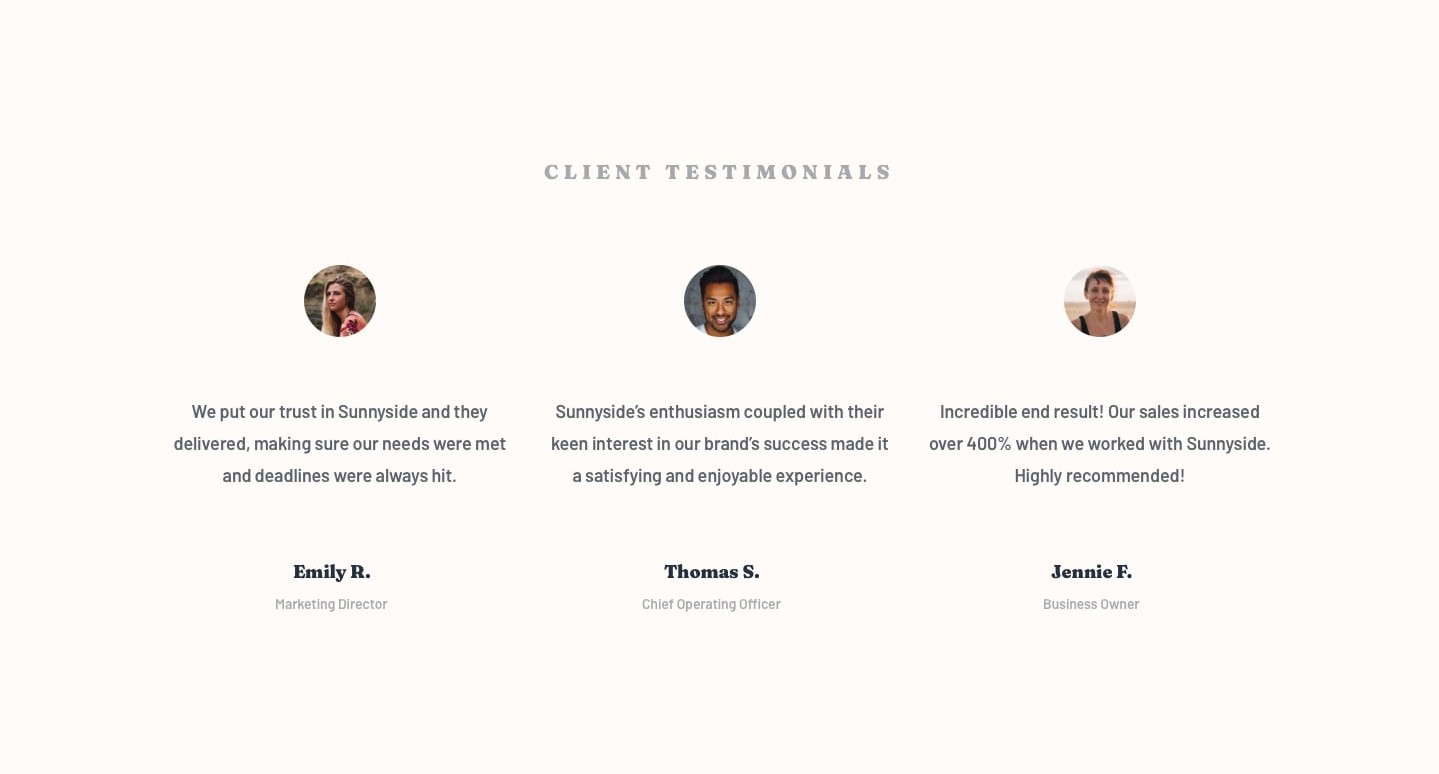 CLIENT TESTIMONIALS
We put our trust in Sunnyside and they
delivered, making sure our needs were met
and deadlines were always hit.
Emily R.
Marketing Director
Sunnyside’s enthusiasm coupled with their
keen interest in our brand’s success made it
a satisfying and enjoyable experience.
Thomas S.
Chief Operating Officer
Incredible end result! Our sales increased
over 400% when we worked with Sunnyside.
Highly recommended!
Jennie F.
Business Owner